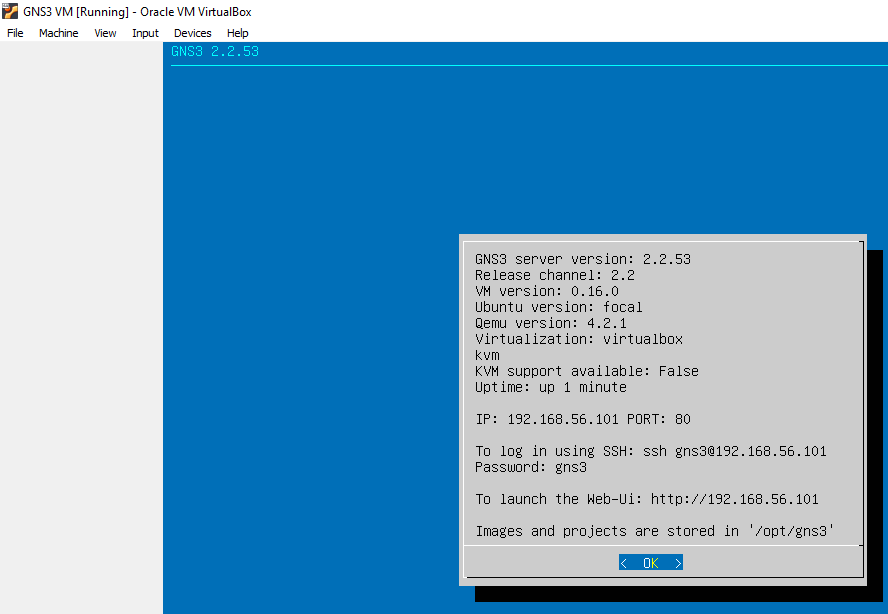 GNS3 VM [Running] - Oracle VM VirtualBox
File Machine View Input Devices Help
GNS3 2.2.53
GNS3 server version: 2.2.53
Release channel: 2.2
VM version: 0.16.0
Ubuntu version: focal
Qemu version: 4.2.1
Virtualization: virtualbox
kvm
KVM support available: False
Uptime: up 1 minute
IP: 192.168.56.101 PORT: 80
To log in using SSH: ssh gns3@192.168.56.101
Password: gns3
To launch the Web-Ui: http://192.168.56.101
Images and projects are stored in '/opt/gns3'
< OK >